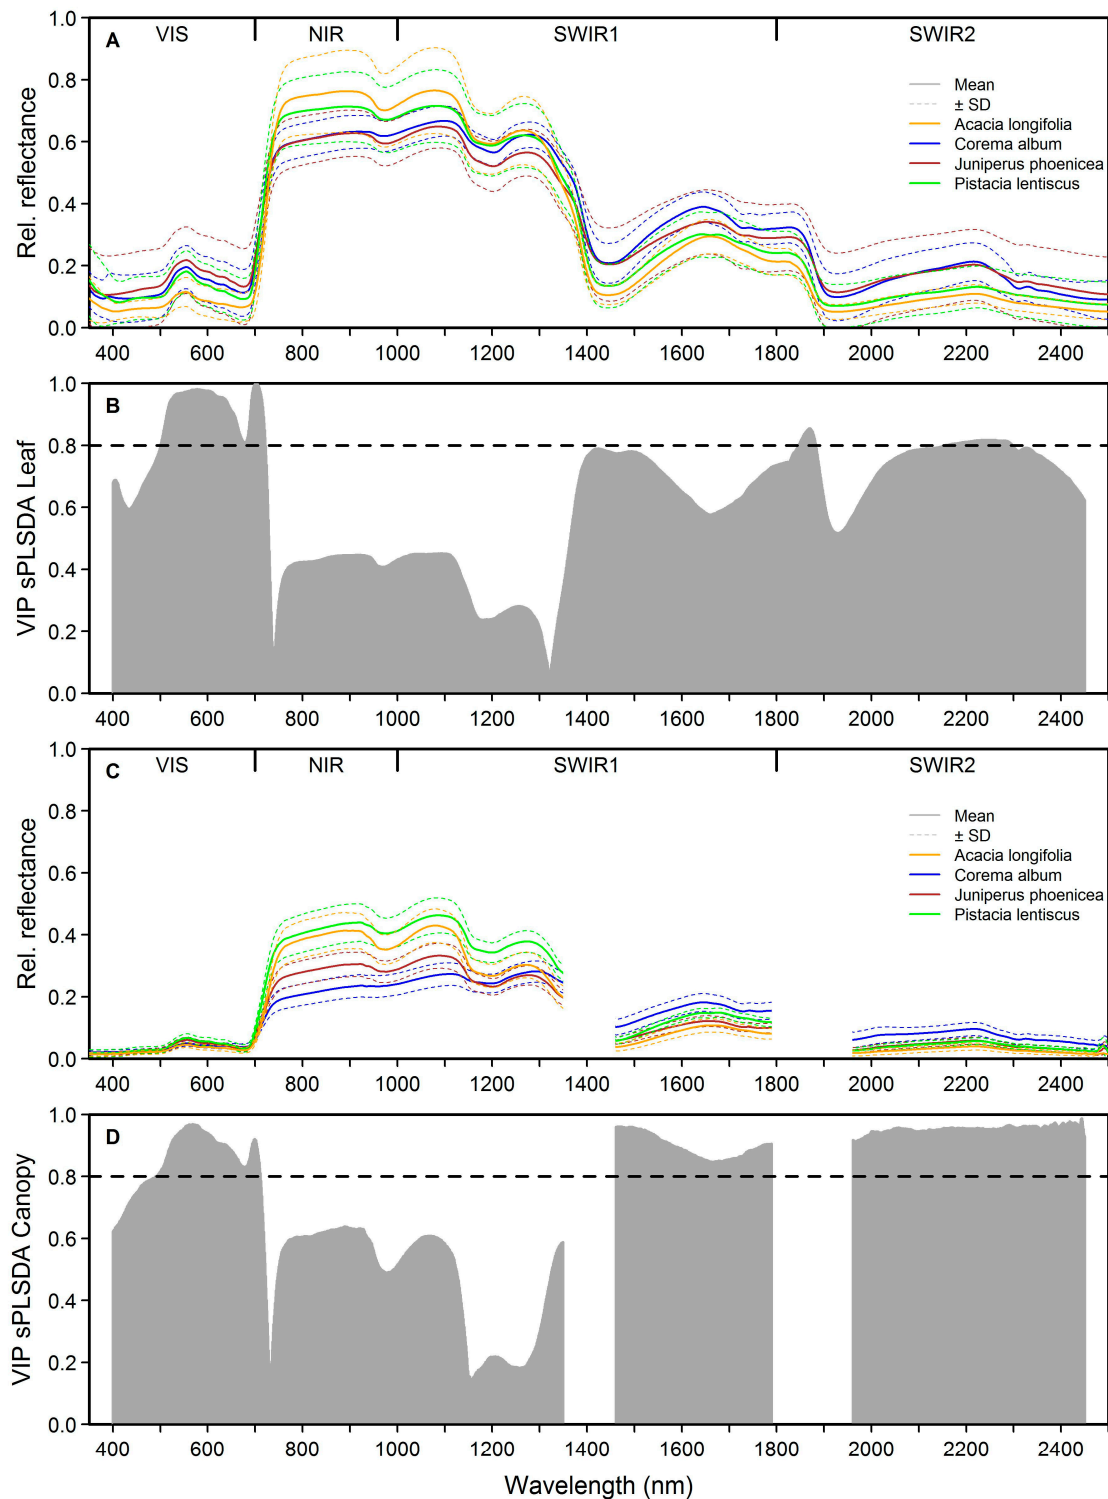 A
VIS
NIR
SWIR1
SWIR2
Rel. reflectance
1.0
0.8
0.6
0.4
0.2
0.0
Mean
± SD
Acacia longifolia
Corema album
Juniperus phoenicea
Pistacia lentiscus
400 600 800 1000 1200 1400 1600 1800 2000 2200 2400
B
VIP sPLSDA Leaf
1.0
0.8
0.6
0.4
0.2
0.0
400 600 800 1000 1200 1400 1600 1800 2000 2200 2400
C
VIS
NIR
SWIR1
SWIR2
Rel. reflectance
1.0
0.8
0.6
0.4
0.2
0.0
Mean
± SD
Acacia longifolia
Corema album
Juniperus phoenicea
Pistacia lentiscus
400 600 800 1000 1200 1400 1600 1800 2000 2200 2400
D
VIP sPLSDA Canopy
1.0
0.8
0.6
0.4
0.2
0.0
400 600 800 1000 1200 1400 1600 1800 2000 2200 2400
Wavelength (nm)